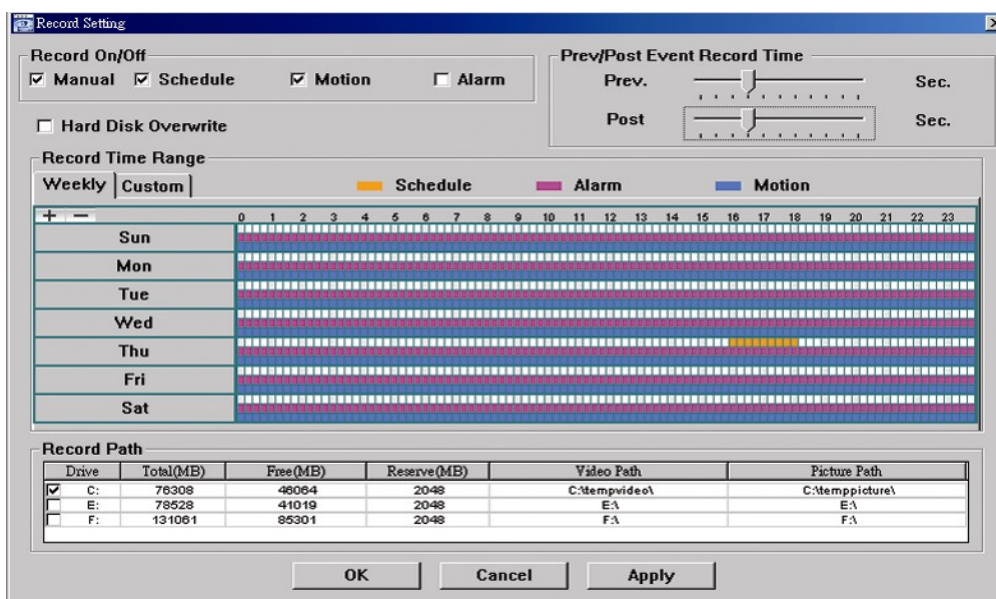 Record Setting
Record On/Off
Manual Schedule Motion Alarm
Hard Disk Overwrite
Prev/Post Event Record Time
Prev. Sec.
Post Sec.
Record Time Range
Weekly Custom
Schedule Alarm Motion
+ − 0 1 2 3 4 5 6 7 8 9 10 11 12 13 14 15 16 17 18 19 20 21 22 23
Sun
Mon
Tue
Wed
Thu
Fri
Sat
Record Path
Drive Total(MB) Free(MB) Reserve(MB) Video Path Picture Path
C: 76308 46064 2048 C:\tempvideo\ C:\temppicture\
E: 78528 41019 2048 E:\ E:\
F: 131061 85301 2048 F:\ F:\
OK Cancel Apply